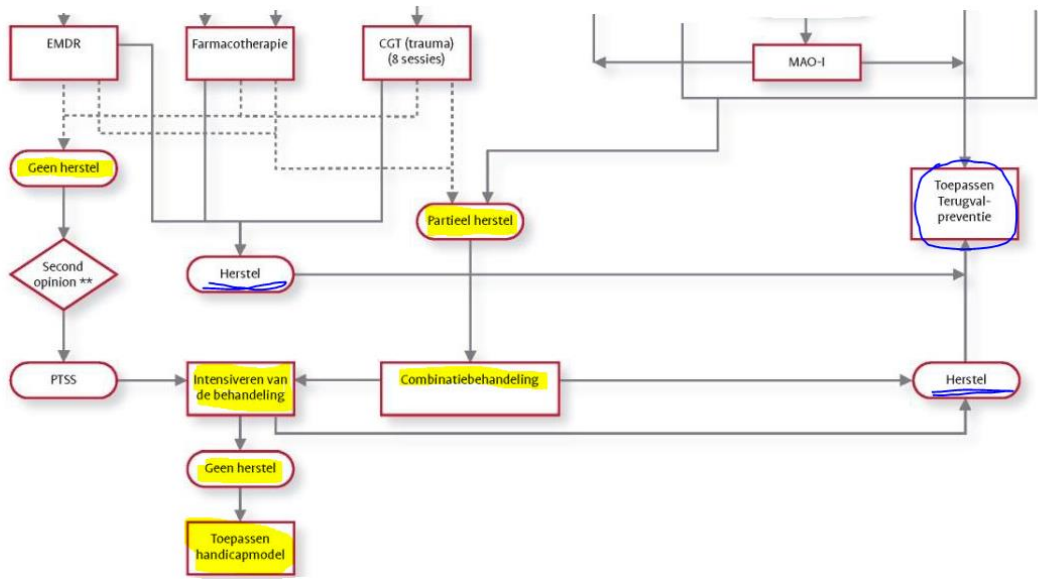 EMDR
Farmacotherapie
CGT (trauma)
(8 sessies)
MAO-I
Geen herstel
Partieel herstel
Toepassen
Terugval-
preventie
Second
opinion **
Herstel
PTSS
Intensiveren van
de behandeling
Combinatiebehandeling
Herstel
Geen herstel
Toepassen
handicapmodel